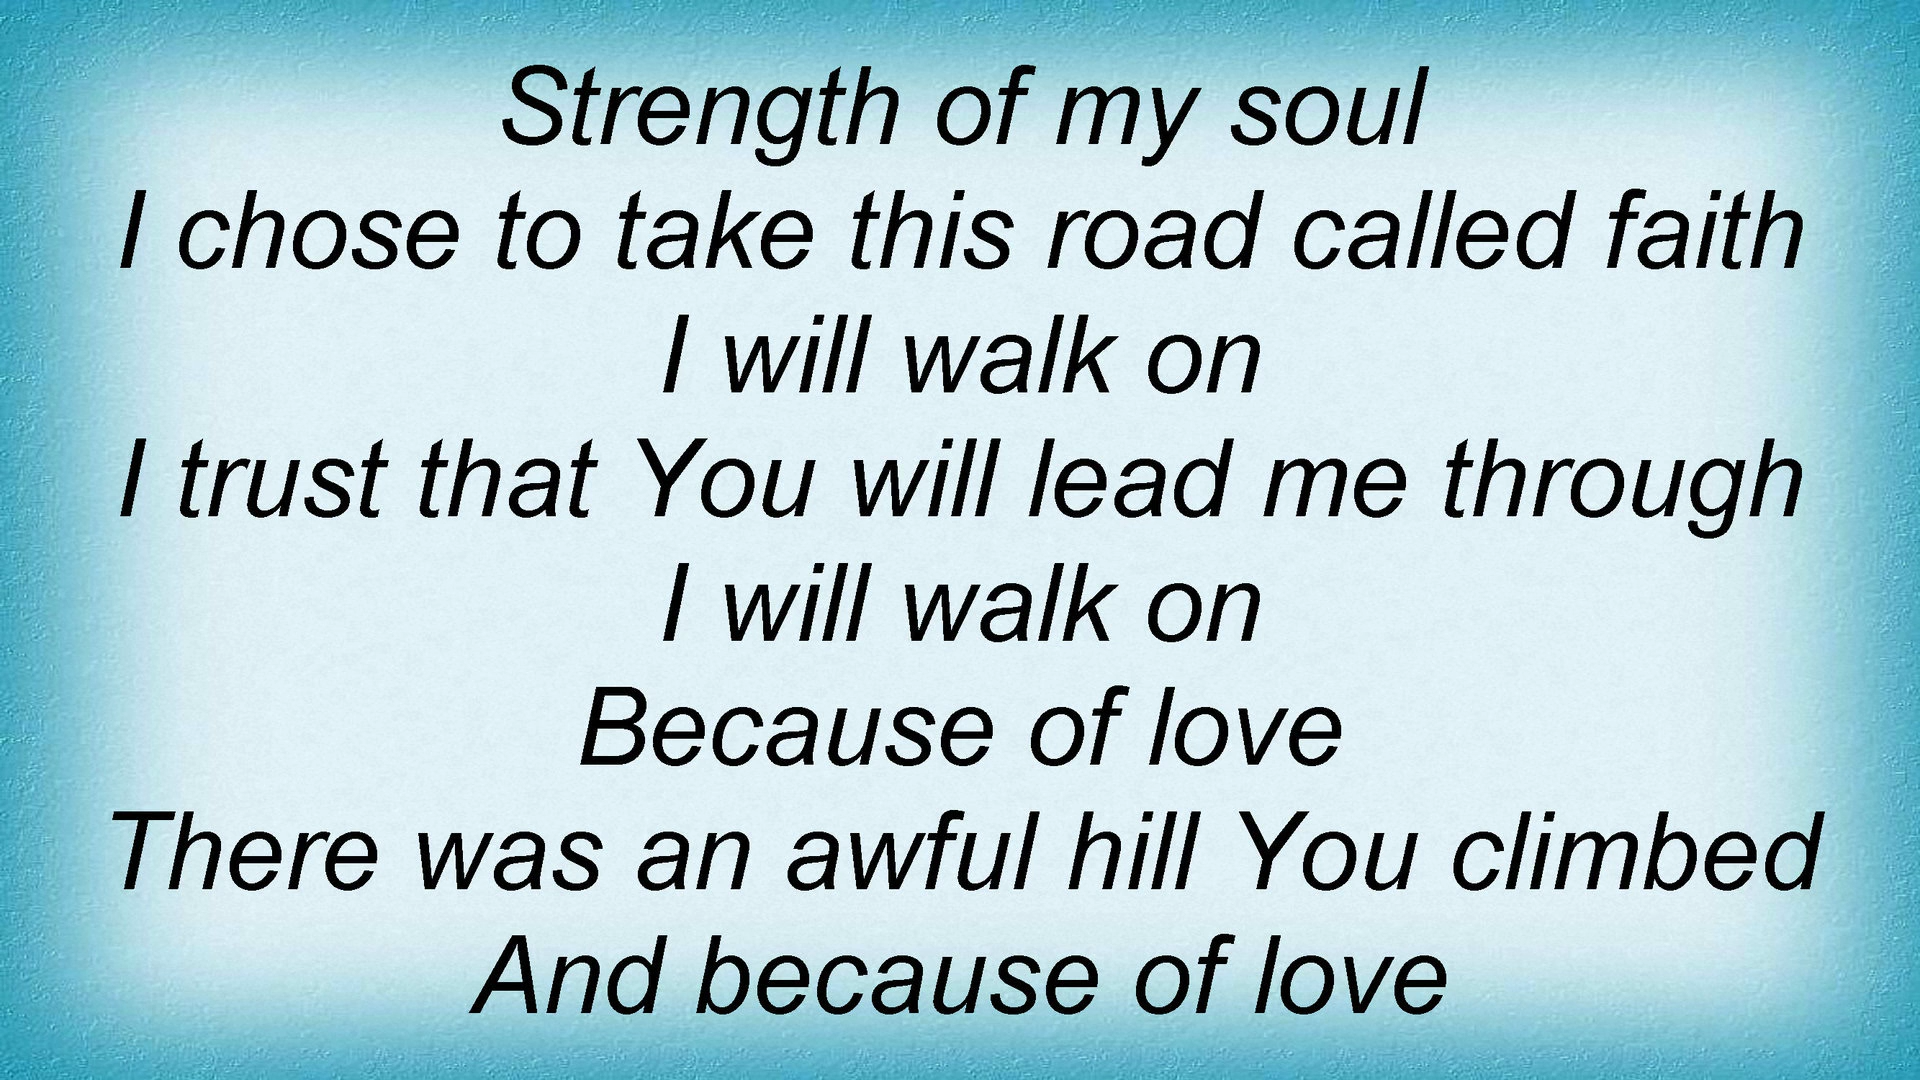 Strength of my soul
I chose to take this road called faith
I will walk on
I trust that You will lead me through
I will walk on
Because of love
There was an awful hill You climbed
And because of love